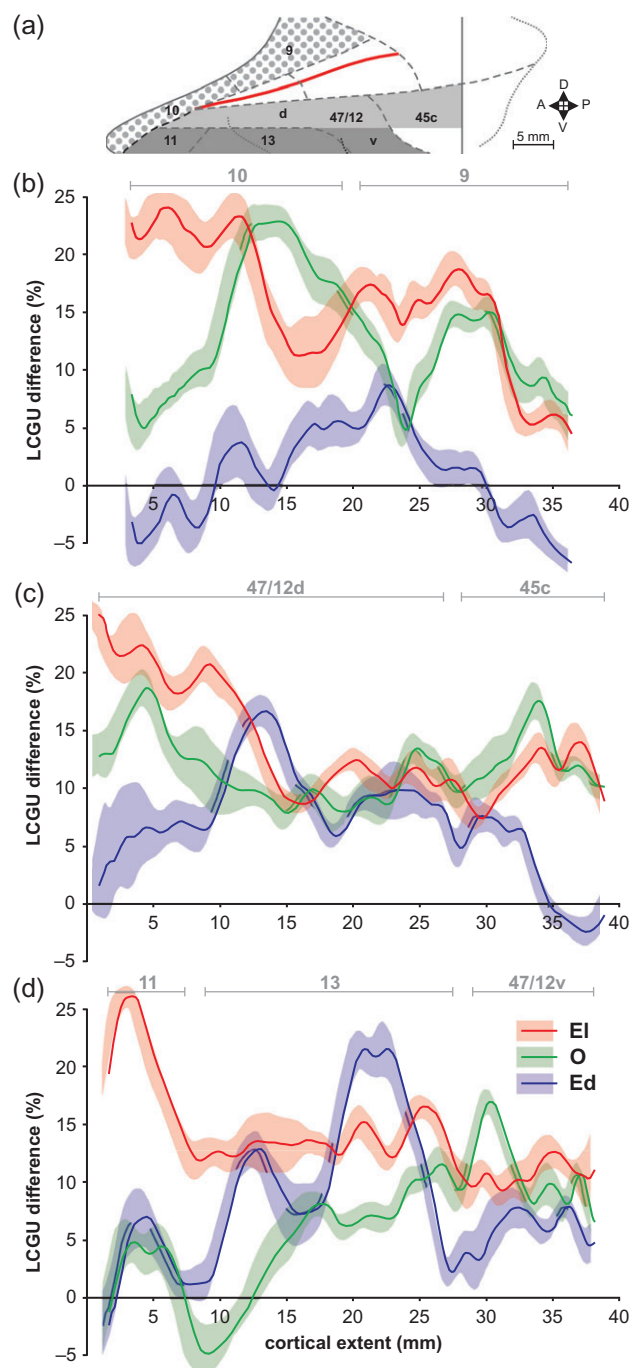 (a)
9
10
d
47/12
45c
11
13
v
D
A
P
V
5 mm
(b)
10
9
25
20
15
10
5
0
–5
LCGU difference (%)
5 10 15 20 25 30 35 40
(c)
47/12d
45c
25
20
15
10
5
0
–5
LCGU difference (%)
5 10 15 20 25 30 35 40
(d)
11
13
47/12v
25
20
15
10
5
0
–5
LCGU difference (%)
El
O
Ed
5 10 15 20 25 30 35 40
cortical extent (mm)